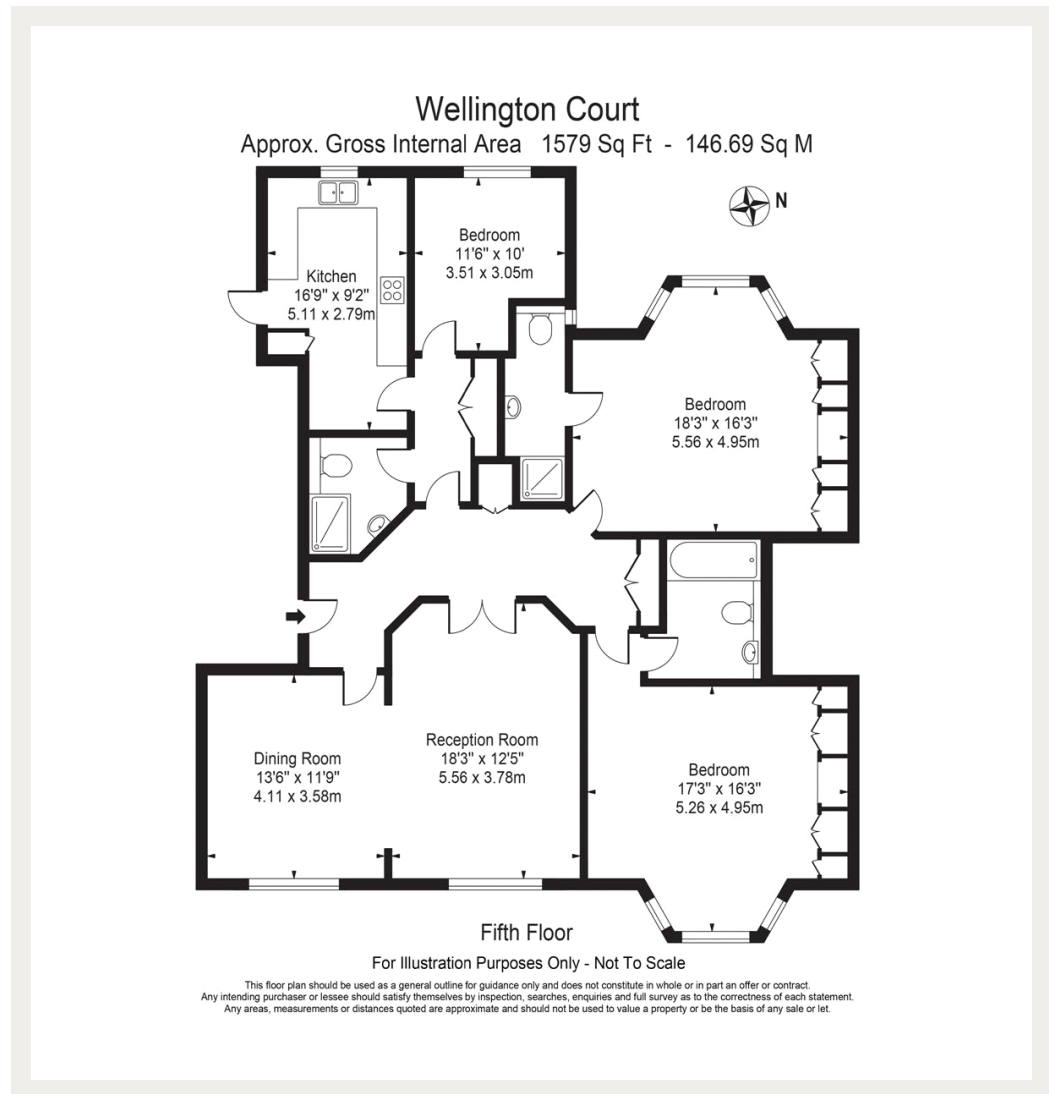 Wellington Court
Approx. Gross Internal Area 1579 Sq Ft - 146.69 Sq M
N
Bedroom
11'6" x 10'
3.51 x 3.05m
Kitchen
16'9" x 9'2"
5.11 x 2.79m
Bedroom
18'3" x 16'3"
5.56 x 4.95m
Dining Room
13'6" x 11'9"
4.11 x 3.58m
Reception Room
18'3" x 12'5"
5.56 x 3.78m
Bedroom
17'3" x 16'3"
5.26 x 4.95m
Fifth Floor
For Illustration Purposes Only - Not To Scale
This floor plan should be used as a general outline for guidance only and does not constitute in whole or in part an offer or contract.
Any intending purchaser or lessee should satisfy themselves by inspection, searches, enquiries and full survey as to the correctness of each statement.
Any areas, measurements or distances quoted are approximate and should not be used to value a property or be the basis of any sale or let.